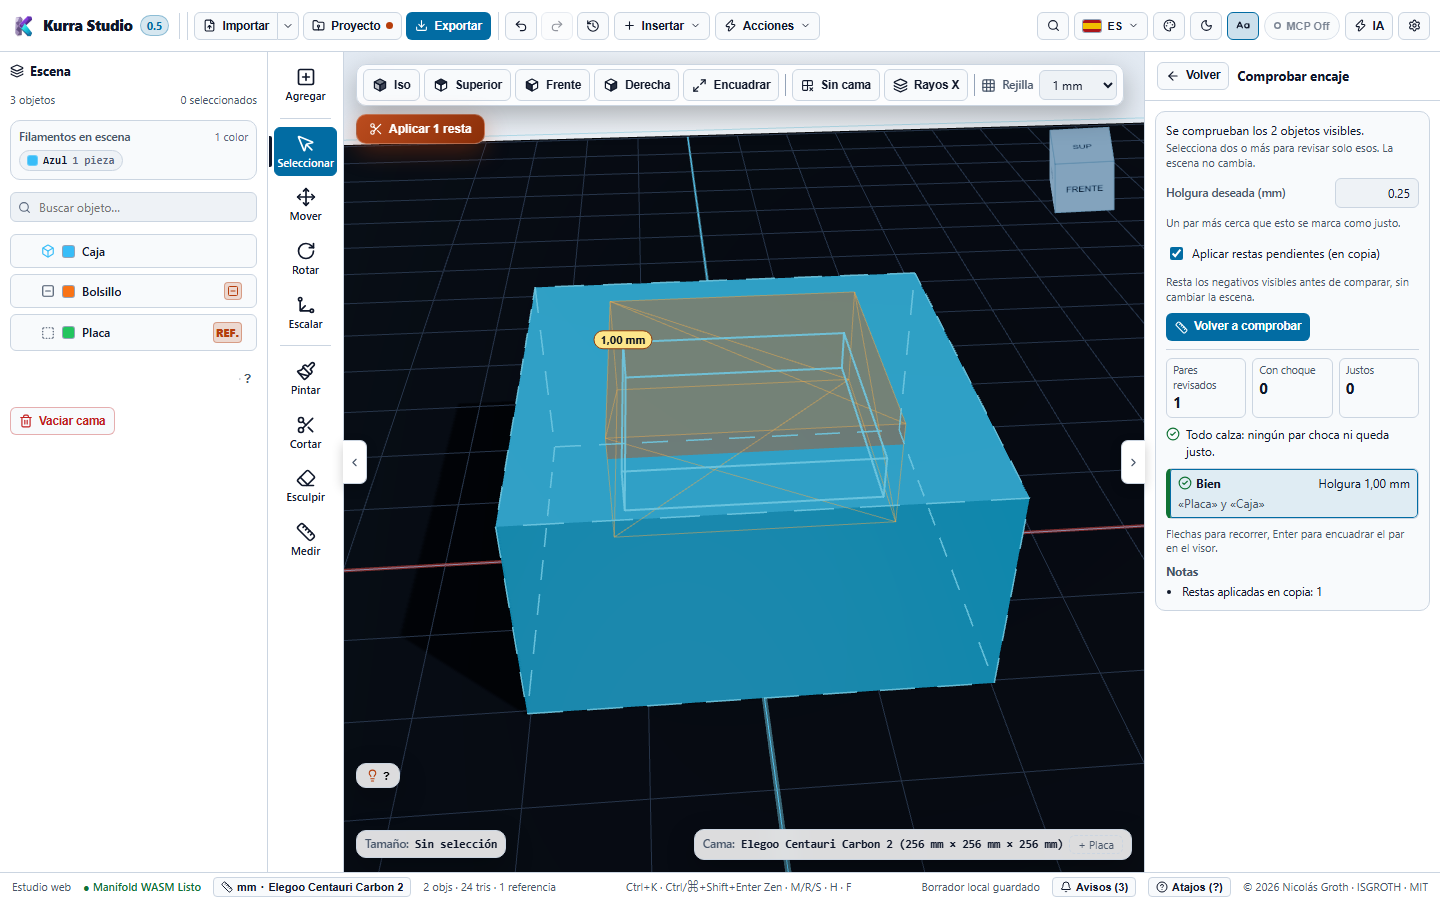 Kurra Studio 0.5 Importar Proyecto Exportar Insertar Acciones ES Aa MCP Off IA
Escena
3 objetos 0 seleccionados
Filamentos en escena 1 color
Azul 1 pieza
Buscar objeto...
Caja
Bolsillo
Placa REF.
· ?
Vaciar cama
Agregar
Seleccionar
Mover
Rotar
Escalar
Pintar
Cortar
Esculpir
Medir
Iso Superior Frente Derecha Encuadrar Sin cama Rayos X Rejilla 1 mm
Aplicar 1 resta
SUP
FRENTE
1,00 mm
?
Tamaño: Sin selección
Cama: Elegoo Centauri Carbon 2 (256 mm × 256 mm × 256 mm) + Placa
Volver Comprobar encaje
Se comprueban los 2 objetos visibles.
Selecciona dos o más para revisar solo esos. La
escena no cambia.
Holgura deseada (mm) 0.25
Un par más cerca que esto se marca como justo.
Aplicar restas pendientes (en copia)
Resta los negativos visibles antes de comparar, sin
cambiar la escena.
Volver a comprobar
Pares
revisados
1
Con choque
0
Justos
0
Todo calza: ningún par choca ni queda
justo.
Bien Holgura 1,00 mm
«Placa» y «Caja»
Flechas para recorrer, Enter para encuadrar el par
en el visor.
Notas
• Restas aplicadas en copia: 1
Estudio web ● Manifold WASM Listo mm · Elegoo Centauri Carbon 2 2 objs · 24 tris · 1 referencia Ctrl+K · Ctrl/⌘+Shift+Enter Zen · M/R/S · H · F Borrador local guardado Avisos (3) Atajos (?) © 2026 Nicolás Groth · ISGROTH · MIT